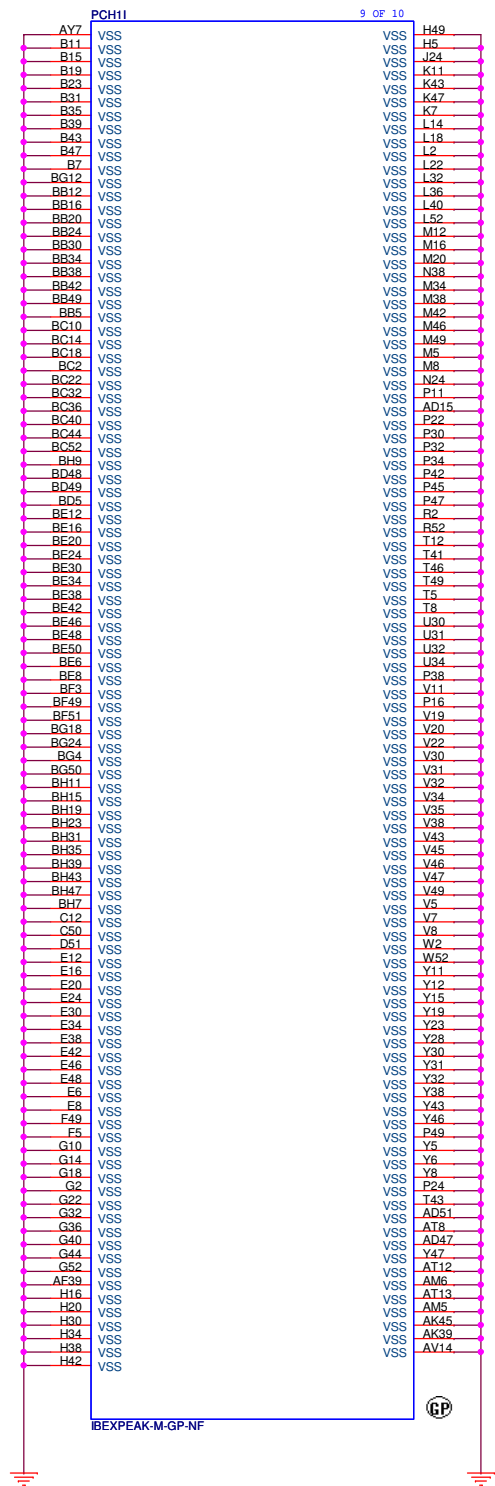 PCH1I 9 OF 10
AY7 VSS VSS H49
B11 VSS VSS H5
B15 VSS VSS J24
B19 VSS VSS K11
B23 VSS VSS K43
B31 VSS VSS K47
B35 VSS VSS K7
B39 VSS VSS L14
B43 VSS VSS L18
B47 VSS VSS L2
B7 VSS VSS L22
BG12 VSS VSS L32
BB12 VSS VSS L36
BB16 VSS VSS L40
BB20 VSS VSS L52
BB24 VSS VSS M12
BB30 VSS VSS M16
BB34 VSS VSS M20
BB38 VSS VSS N38
BB42 VSS VSS M34
BB49 VSS VSS M38
BB5 VSS VSS M42
BC10 VSS VSS M46
BC14 VSS VSS M49
BC18 VSS VSS M5
BC2 VSS VSS M8
BC22 VSS VSS N24
BC32 VSS VSS P11
BC36 VSS VSS AD15
BC40 VSS VSS P22
BC44 VSS VSS P30
BC52 VSS VSS P32
BH9 VSS VSS P34
BD48 VSS VSS P42
BD49 VSS VSS P45
BD5 VSS VSS P47
BE12 VSS VSS R2
BE16 VSS VSS R52
BE20 VSS VSS T12
BE24 VSS VSS T41
BE30 VSS VSS T46
BE34 VSS VSS T49
BE38 VSS VSS T5
BE42 VSS VSS T8
BE46 VSS VSS U30
BE48 VSS VSS U31
BE50 VSS VSS U32
BE6 VSS VSS U34
BE8 VSS VSS P38
BF3 VSS VSS V11
BF49 VSS VSS P16
BF51 VSS VSS V19
BG18 VSS VSS V20
BG24 VSS VSS V22
BG4 VSS VSS V30
BG50 VSS VSS V31
BH11 VSS VSS V32
BH15 VSS VSS V34
BH19 VSS VSS V35
BH23 VSS VSS V38
BH31 VSS VSS V43
BH35 VSS VSS V45
BH39 VSS VSS V46
BH43 VSS VSS V47
BH47 VSS VSS V49
BH7 VSS VSS V5
C12 VSS VSS V7
C50 VSS VSS V8
D51 VSS VSS W2
E12 VSS VSS W52
E16 VSS VSS Y11
E20 VSS VSS Y12
E24 VSS VSS Y15
E30 VSS VSS Y19
E34 VSS VSS Y23
E38 VSS VSS Y28
E42 VSS VSS Y30
E46 VSS VSS Y31
E48 VSS VSS Y32
E6 VSS VSS Y38
E8 VSS VSS Y43
F49 VSS VSS Y46
F5 VSS VSS P49
G10 VSS VSS Y5
G14 VSS VSS Y6
G18 VSS VSS Y8
G2 VSS VSS P24
G22 VSS VSS T43
G32 VSS VSS AD51
G36 VSS VSS AT8
G40 VSS VSS AD47
G44 VSS VSS Y47
G52 VSS VSS AT12
AF39 VSS VSS AM6
H16 VSS VSS AT13
H20 VSS VSS AM5
H30 VSS VSS AK45
H34 VSS VSS AK39
H38 VSS VSS AV14
H42 VSS
GP
IBEXPEAK-M-GP-NF